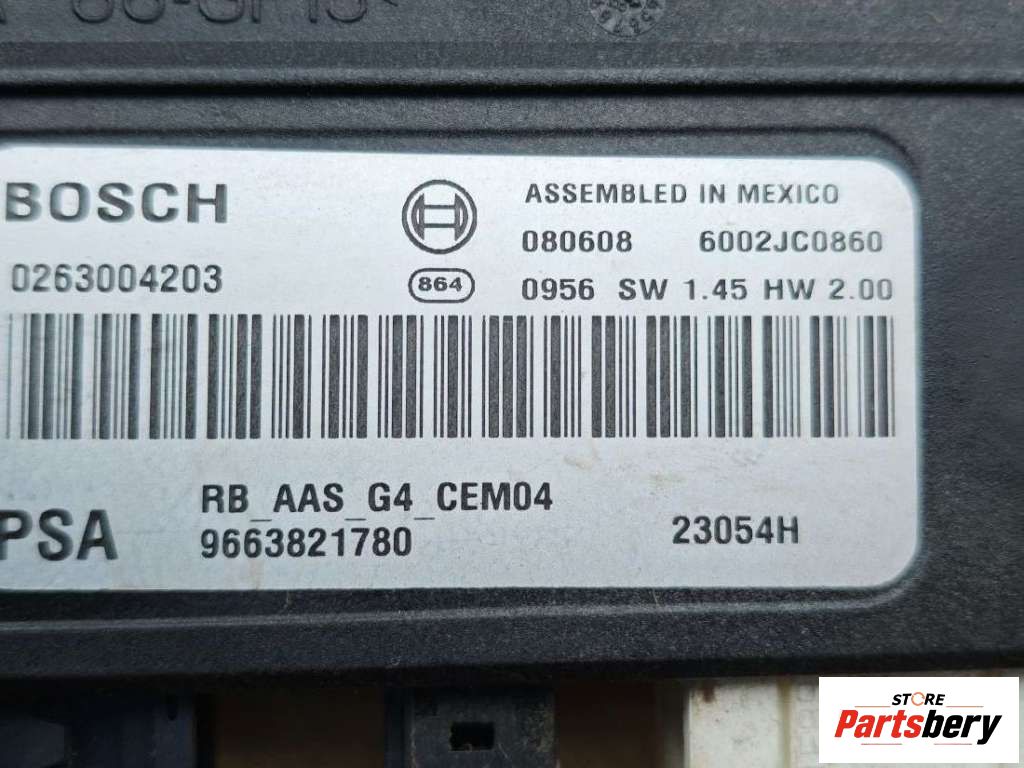 BOSCH
ASSEMBLED IN MEXICO
080608 6002JC0860
0263004203
864
0956 SW 1.45 HW 2.00
RB_AAS_G4_CEM04
PSA
9663821780
23054H
STORE
Partsbery